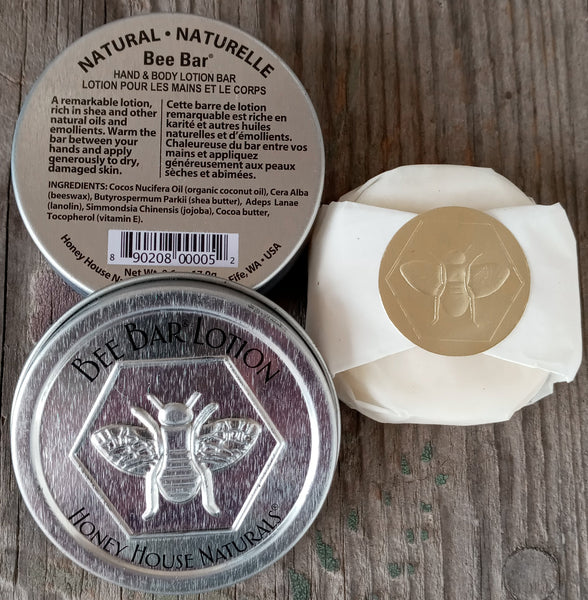 NATURAL • NATURELLE
Bee Bar®
HAND & BODY LOTION BAR
LOTION POUR LES MAINS ET LE CORPS
A remarkable lotion,
rich in shea and other
natural oils and
emollients. Warm the
bar between your
hands and apply
generously to dry,
damaged skin.
Cette barre de lotion
remarquable est riche en
karité et autres huiles
naturelles et d'émollients.
Chaleureuse du bar entre vos
mains et appliquez
généreusement aux peaux
sèches et abimées.
INGREDIENTS: Cocos Nucifera Oil (organic coconut oil), Cera Alba
(beeswax), Butyrospermum Parkii (shea butter), Adeps Lanae
(lanolin), Simmondsia Chinensis (jojoba), Cocoa butter,
Tocopherol (vitamin E).
8 90208 00005 2
Net Wt.
Honey House Fife, WA • USA
BEE BAR® LOTION
HONEY HOUSE NATURALS®